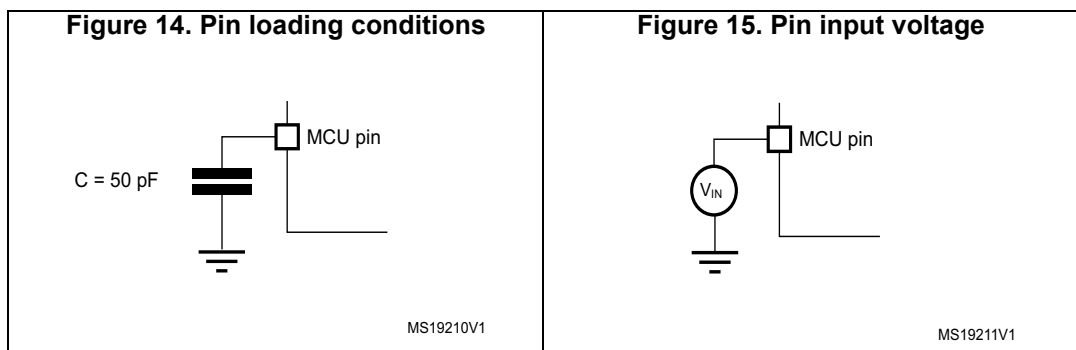 Figure 14. Pin loading conditions
Figure 15. Pin input voltage
MCU pin
C = 50 pF
MS19210V1
MCU pin
VIN
MS19211V1